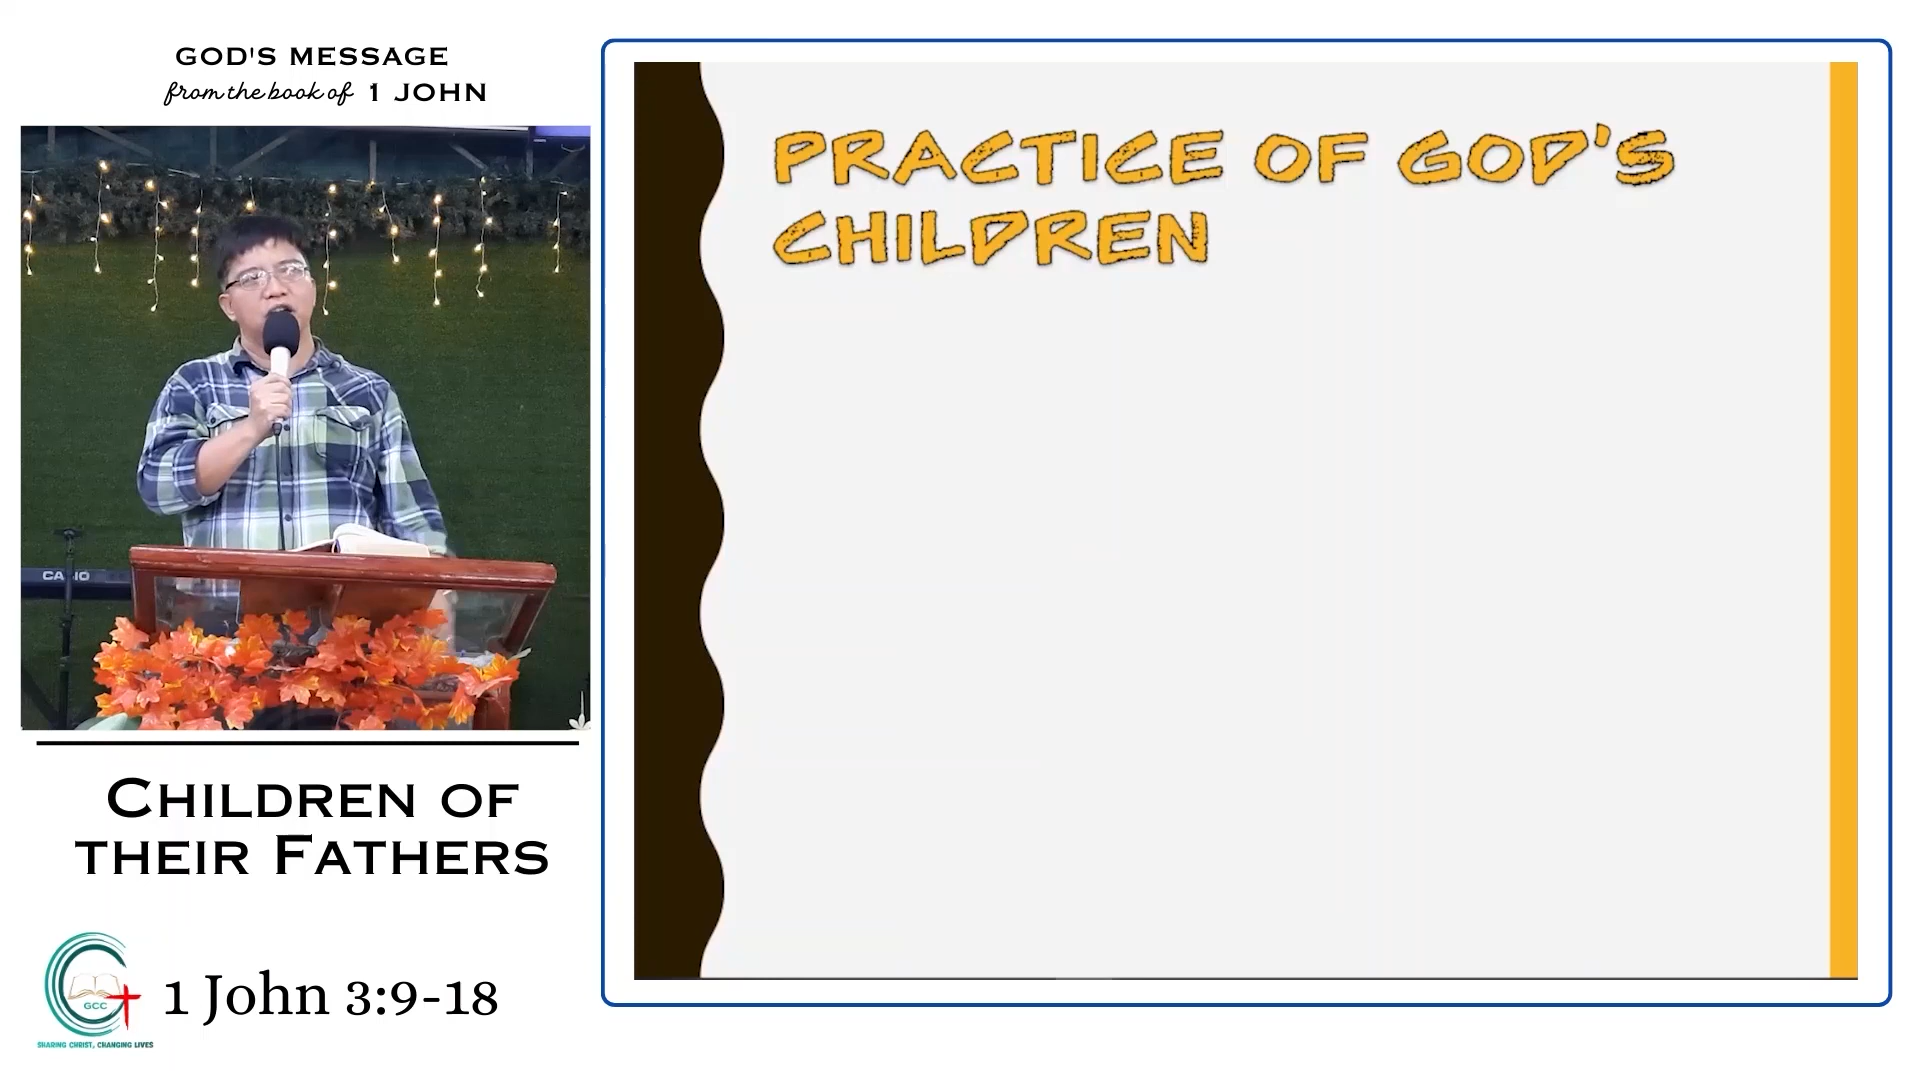 GOD'S MESSAGE
from the book of 1 JOHN
CASIO
CHILDREN OF
THEIR FATHERS
GCC
SHARING CHRIST, CHANGING LIVES
1 John 3:9-18
PRACTICE OF GOD'S
CHILDREN